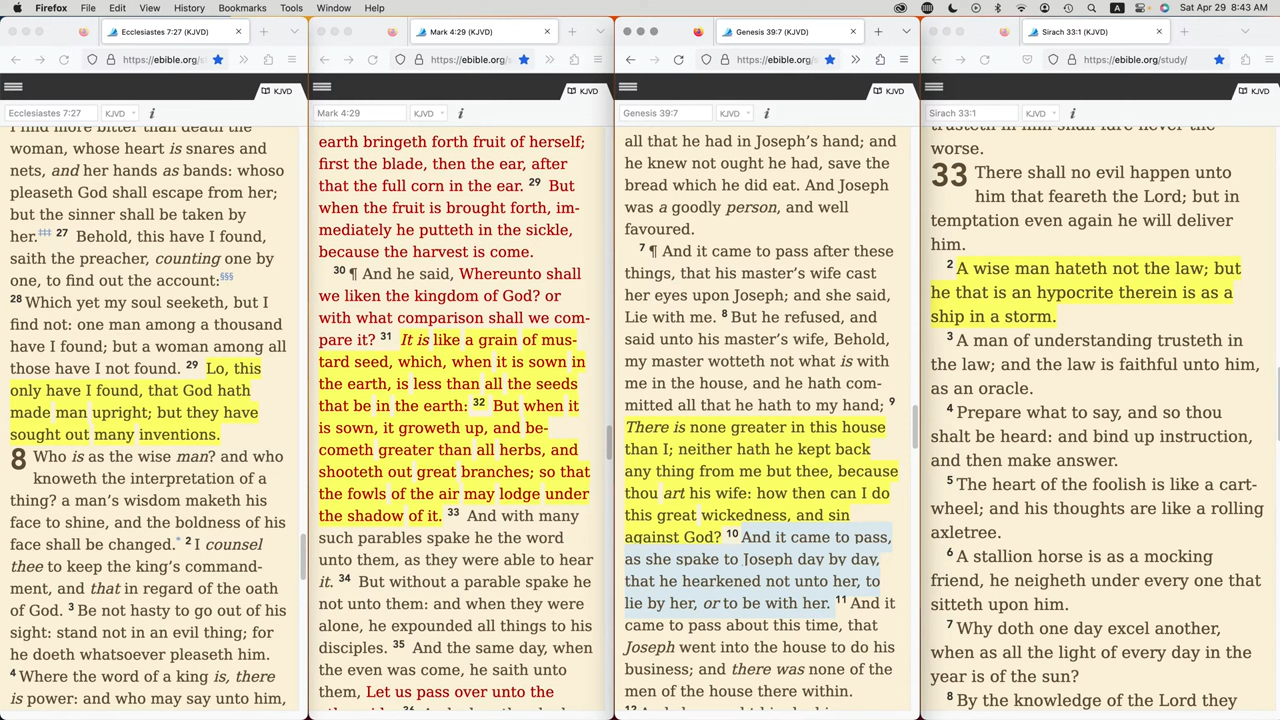 Firefox File Edit View History Bookmarks Tools Window Help A Sat Apr 29 8:43 AM
Ecclesiastes 7:27 (KJVD)
https://ebible.org/s
KJVD
Ecclesiastes 7:27 KJVD i
I find more bitter than death the
woman, whose heart is snares and
nets, and her hands as bands: whoso
pleaseth God shall escape from her;
but the sinner shall be taken by
her.‡‡‡ 27 Behold, this have I found,
saith the preacher, counting one by
one, to find out the account:§§§
28 Which yet my soul seeketh, but I
find not: one man among a thousand
have I found; but a woman among all
those have I not found. 29 Lo, this
only have I found, that God hath
made man upright; but they have
sought out many inventions.
8 Who is as the wise man? and who
knoweth the interpretation of a
thing? a man’s wisdom maketh his
face to shine, and the boldness of his
face shall be changed.* 2 I counsel
thee to keep the king’s command-
ment, and that in regard of the oath
of God. 3 Be not hasty to go out of his
sight: stand not in an evil thing; for
he doeth whatsoever pleaseth him.
4 Where the word of a king is, there
is power: and who may say unto him,
Mark 4:29 (KJVD)
https://ebible.org/s
KJVD
Mark 4:29 KJVD i
earth bringeth forth fruit of herself;
first the blade, then the ear, after
that the full corn in the ear. 29 But
when the fruit is brought forth, im-
mediately he putteth in the sickle,
because the harvest is come.
30 ¶ And he said, Whereunto shall
we liken the kingdom of God? or
with what comparison shall we com-
pare it? 31 It is like a grain of mus-
tard seed, which, when it is sown in
the earth, is less than all the seeds
that be in the earth: 32 But when it
is sown, it groweth up, and be-
cometh greater than all herbs, and
shooteth out great branches; so that
the fowls of the air may lodge under
the shadow of it. 33 And with many
such parables spake he the word
unto them, as they were able to hear
it. 34 But without a parable spake he
not unto them: and when they were
alone, he expounded all things to his
disciples. 35 And the same day, when
the even was come, he saith unto
them, Let us pass over unto the
Genesis 39:7 (KJVD)
https://ebible.org/s
KJVD
Genesis 39:7 KJVD i
all that he had in Joseph’s hand; and
he knew not ought he had, save the
bread which he did eat. And Joseph
was a goodly person, and well
favoured.
7 ¶ And it came to pass after these
things, that his master’s wife cast
her eyes upon Joseph; and she said,
Lie with me. 8 But he refused, and
said unto his master’s wife, Behold,
my master wotteth not what is with
me in the house, and he hath com-
mitted all that he hath to my hand; 9
There is none greater in this house
than I; neither hath he kept back
any thing from me but thee, because
thou art his wife: how then can I do
this great wickedness, and sin
against God? 10 And it came to pass,
as she spake to Joseph day by day,
that he hearkened not unto her, to
lie by her, or to be with her. 11 And it
came to pass about this time, that
Joseph went into the house to do his
business; and there was none of the
men of the house there within.
Sirach 33:1 (KJVD)
https://ebible.org/study/
KJVD
Sirach 33:1 KJVD i
trusteth in him shall fare never the
worse.
33 There shall no evil happen unto
him that feareth the Lord; but in
temptation even again he will deliver
him.
2 A wise man hateth not the law; but
he that is an hypocrite therein is as a
ship in a storm.
3 A man of understanding trusteth in
the law; and the law is faithful unto him,
as an oracle.
4 Prepare what to say, and so thou
shalt be heard: and bind up instruction,
and then make answer.
5 The heart of the foolish is like a cart-
wheel; and his thoughts are like a rolling
axletree.
6 A stallion horse is as a mocking
friend, he neigheth under every one that
sitteth upon him.
7 Why doth one day excel another,
when as all the light of every day in the
year is of the sun?
8 By the knowledge of the Lord they